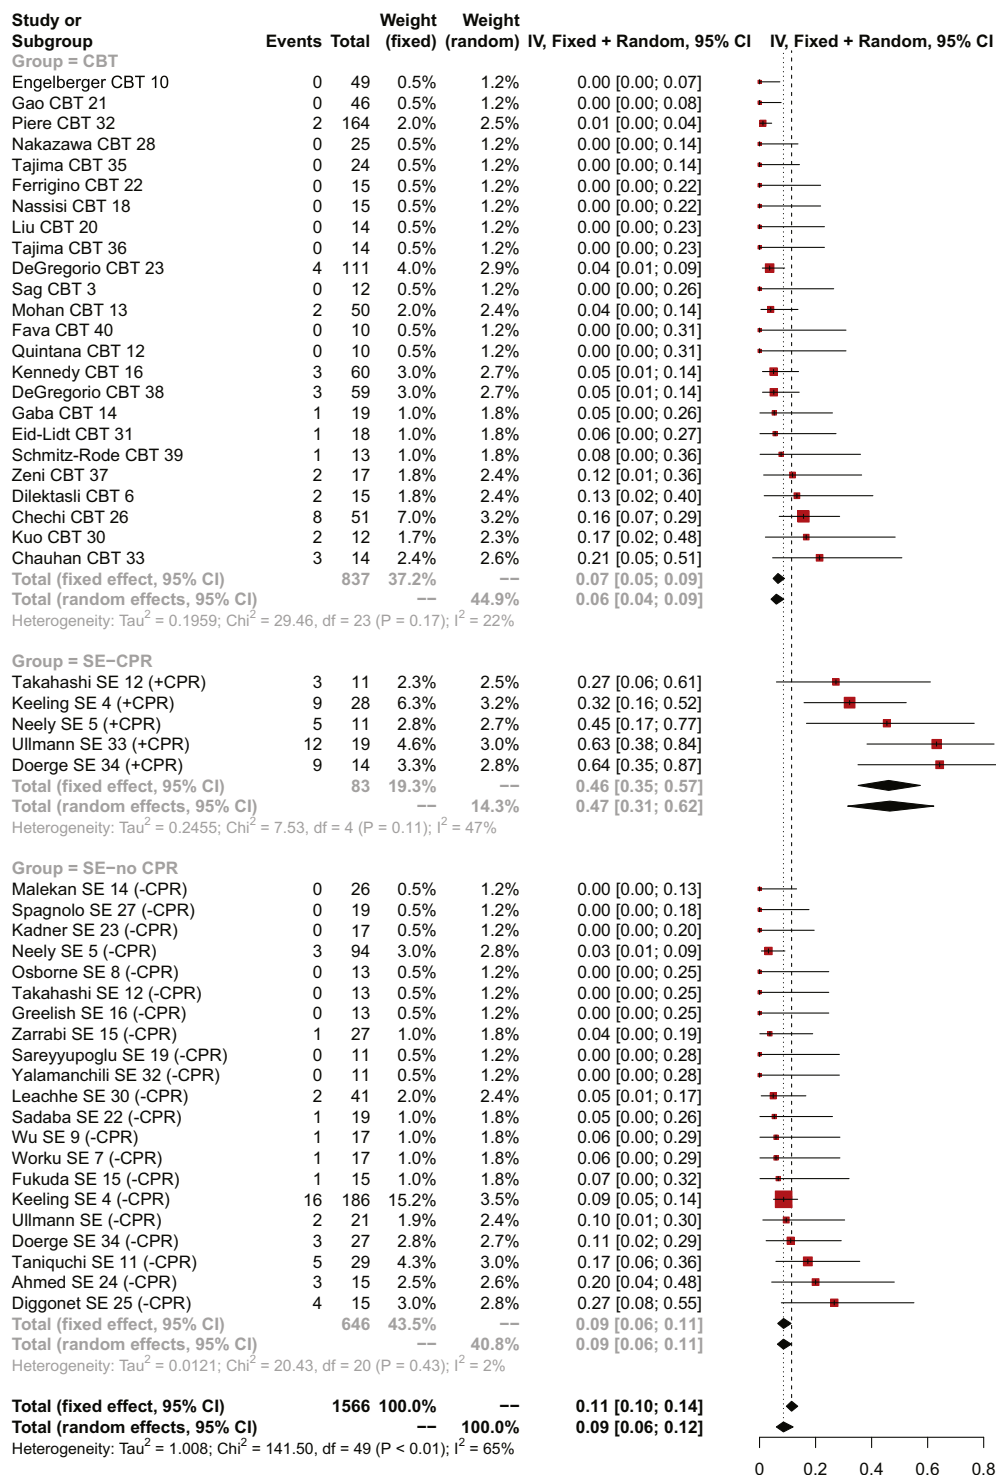 Study or Weight Weight
Subgroup Events Total (fixed) (random) IV, Fixed + Random, 95% CI IV, Fixed + Random, 95% CI
Group = CBT
Engelberger CBT 10 0 49 0.5% 1.2% 0.00 [0.00; 0.07]
Gao CBT 21 0 46 0.5% 1.2% 0.00 [0.00; 0.08]
Piere CBT 32 2 164 2.0% 2.5% 0.01 [0.00; 0.04]
Nakazawa CBT 28 0 25 0.5% 1.2% 0.00 [0.00; 0.14]
Tajima CBT 35 0 24 0.5% 1.2% 0.00 [0.00; 0.14]
Ferrigino CBT 22 0 15 0.5% 1.2% 0.00 [0.00; 0.22]
Nassisi CBT 18 0 15 0.5% 1.2% 0.00 [0.00; 0.22]
Liu CBT 20 0 14 0.5% 1.2% 0.00 [0.00; 0.23]
Tajima CBT 36 0 14 0.5% 1.2% 0.00 [0.00; 0.23]
DeGregorio CBT 23 4 111 4.0% 2.9% 0.04 [0.01; 0.09]
Sag CBT 3 0 12 0.5% 1.2% 0.00 [0.00; 0.26]
Mohan CBT 13 2 50 2.0% 2.4% 0.04 [0.00; 0.14]
Fava CBT 40 0 10 0.5% 1.2% 0.00 [0.00; 0.31]
Quintana CBT 12 0 10 0.5% 1.2% 0.00 [0.00; 0.31]
Kennedy CBT 16 3 60 3.0% 2.7% 0.05 [0.01; 0.14]
DeGregorio CBT 38 3 59 3.0% 2.7% 0.05 [0.01; 0.14]
Gaba CBT 14 1 19 1.0% 1.8% 0.05 [0.00; 0.26]
Eid-Lidt CBT 31 1 18 1.0% 1.8% 0.06 [0.00; 0.27]
Schmitz-Rode CBT 39 1 13 1.0% 1.8% 0.08 [0.00; 0.36]
Zeni CBT 37 2 17 1.8% 2.4% 0.12 [0.01; 0.36]
Dilektasli CBT 6 2 15 1.8% 2.4% 0.13 [0.02; 0.40]
Chechi CBT 26 8 51 7.0% 3.2% 0.16 [0.07; 0.29]
Kuo CBT 30 2 12 1.7% 2.3% 0.17 [0.02; 0.48]
Chauhan CBT 33 3 14 2.4% 2.6% 0.21 [0.05; 0.51]
Total (fixed effect, 95% CI) 837 37.2% −− 0.07 [0.05; 0.09]
Total (random effects, 95% CI) −− 44.9% 0.06 [0.04; 0.09]
Heterogeneity: Tau² = 0.1959; Chi² = 29.46, df = 23 (P = 0.17); I² = 22%
Group = SE−CPR
Takahashi SE 12 (+CPR) 3 11 2.3% 2.5% 0.27 [0.06; 0.61]
Keeling SE 4 (+CPR) 9 28 6.3% 3.2% 0.32 [0.16; 0.52]
Neely SE 5 (+CPR) 5 11 2.8% 2.7% 0.45 [0.17; 0.77]
Ullmann SE 33 (+CPR) 12 19 4.6% 3.0% 0.63 [0.38; 0.84]
Doerge SE 34 (+CPR) 9 14 3.3% 2.8% 0.64 [0.35; 0.87]
Total (fixed effect, 95% CI) 83 19.3% −− 0.46 [0.35; 0.57]
Total (random effects, 95% CI) −− 14.3% 0.47 [0.31; 0.62]
Heterogeneity: Tau² = 0.2455; Chi² = 7.53, df = 4 (P = 0.11); I² = 47%
Group = SE−no CPR
Malekan SE 14 (-CPR) 0 26 0.5% 1.2% 0.00 [0.00; 0.13]
Spagnolo SE 27 (-CPR) 0 19 0.5% 1.2% 0.00 [0.00; 0.18]
Kadner SE 23 (-CPR) 0 17 0.5% 1.2% 0.00 [0.00; 0.20]
Neely SE 5 (-CPR) 3 94 3.0% 2.8% 0.03 [0.01; 0.09]
Osborne SE 8 (-CPR) 0 13 0.5% 1.2% 0.00 [0.00; 0.25]
Takahashi SE 12 (-CPR) 0 13 0.5% 1.2% 0.00 [0.00; 0.25]
Greelish SE 16 (-CPR) 0 13 0.5% 1.2% 0.00 [0.00; 0.25]
Zarrabi SE 15 (-CPR) 1 27 1.0% 1.8% 0.04 [0.00; 0.19]
Sareyyupoglu SE 19 (-CPR) 0 11 0.5% 1.2% 0.00 [0.00; 0.28]
Yalamanchili SE 32 (-CPR) 0 11 0.5% 1.2% 0.00 [0.00; 0.28]
Leachhe SE 30 (-CPR) 2 41 2.0% 2.4% 0.05 [0.01; 0.17]
Sadaba SE 22 (-CPR) 1 19 1.0% 1.8% 0.05 [0.00; 0.26]
Wu SE 9 (-CPR) 1 17 1.0% 1.8% 0.06 [0.00; 0.29]
Worku SE 7 (-CPR) 1 17 1.0% 1.8% 0.06 [0.00; 0.29]
Fukuda SE 15 (-CPR) 1 15 1.0% 1.8% 0.07 [0.00; 0.32]
Keeling SE 4 (-CPR) 16 186 15.2% 3.5% 0.09 [0.05; 0.14]
Ullmann SE (-CPR) 2 21 1.9% 2.4% 0.10 [0.01; 0.30]
Doerge SE 34 (-CPR) 3 27 2.8% 2.7% 0.11 [0.02; 0.29]
Taniquchi SE 11 (-CPR) 5 29 4.3% 3.0% 0.17 [0.06; 0.36]
Ahmed SE 24 (-CPR) 3 15 2.5% 2.6% 0.20 [0.04; 0.48]
Diggonet SE 25 (-CPR) 4 15 3.0% 2.8% 0.27 [0.08; 0.55]
Total (fixed effect, 95% CI) 646 43.5% −− 0.09 [0.06; 0.11]
Total (random effects, 95% CI) −− 40.8% 0.09 [0.06; 0.11]
Heterogeneity: Tau² = 0.0121; Chi² = 20.43, df = 20 (P = 0.43); I² = 2%
Total (fixed effect, 95% CI) 1566 100.0% −− 0.11 [0.10; 0.14]
Total (random effects, 95% CI) −− 100.0% 0.09 [0.06; 0.12]
Heterogeneity: Tau² = 1.008; Chi² = 141.50, df = 49 (P < 0.01); I² = 65%
0 0.2 0.4 0.6 0.8